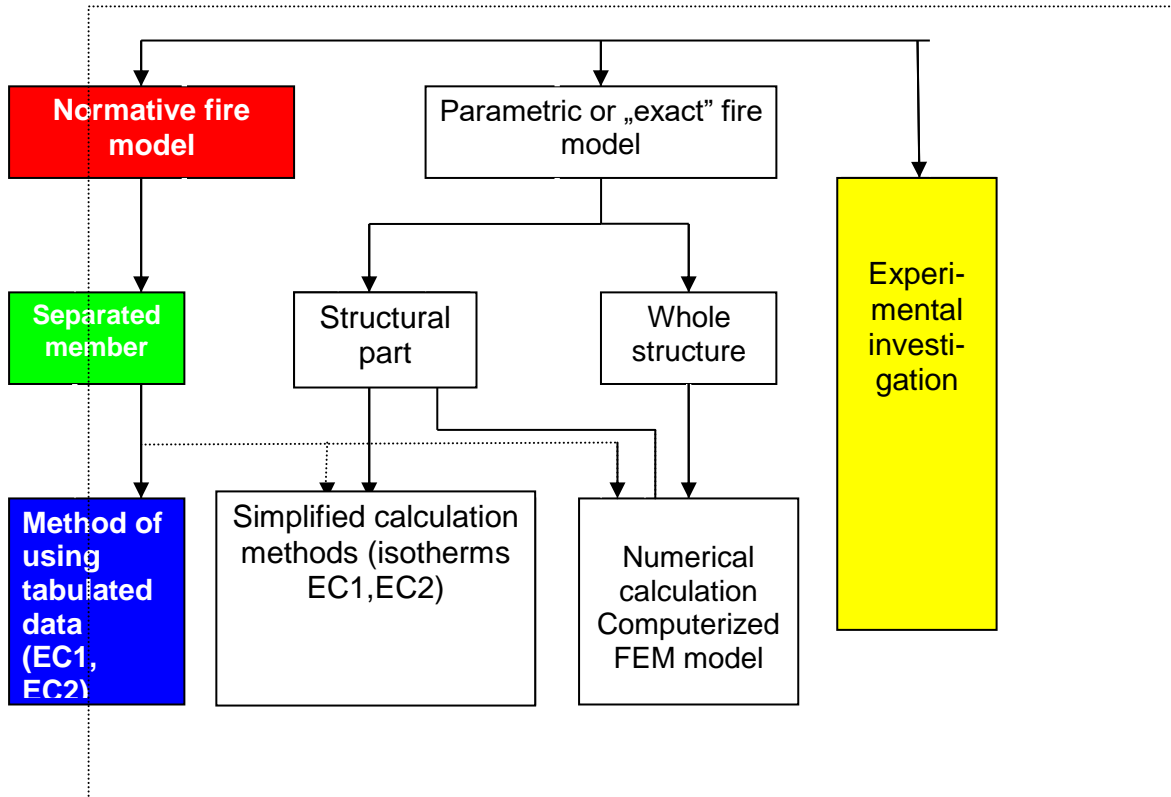 Normative fire
model
Parametric or „exact” fire
model
Experi-
mental
investi-
gation
Separated
member
Structural
part
Whole
structure
Method of
using
tabulated
data
(EC1,
EC2)
Simplified calculation
methods (isotherms
EC1,EC2)
Numerical
calculation
Computerized
FEM model